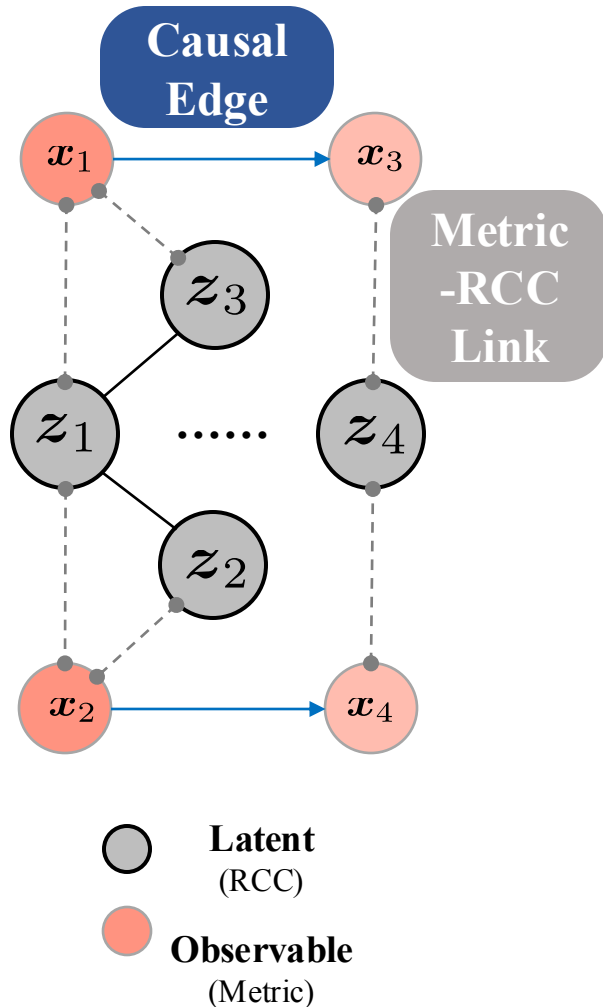 Causal
Edge
x₁
x₃
Metric
-RCC
Link
z₃
z₁
......
z₄
z₂
x₂
x₄
Latent
(RCC)
Observable
(Metric)